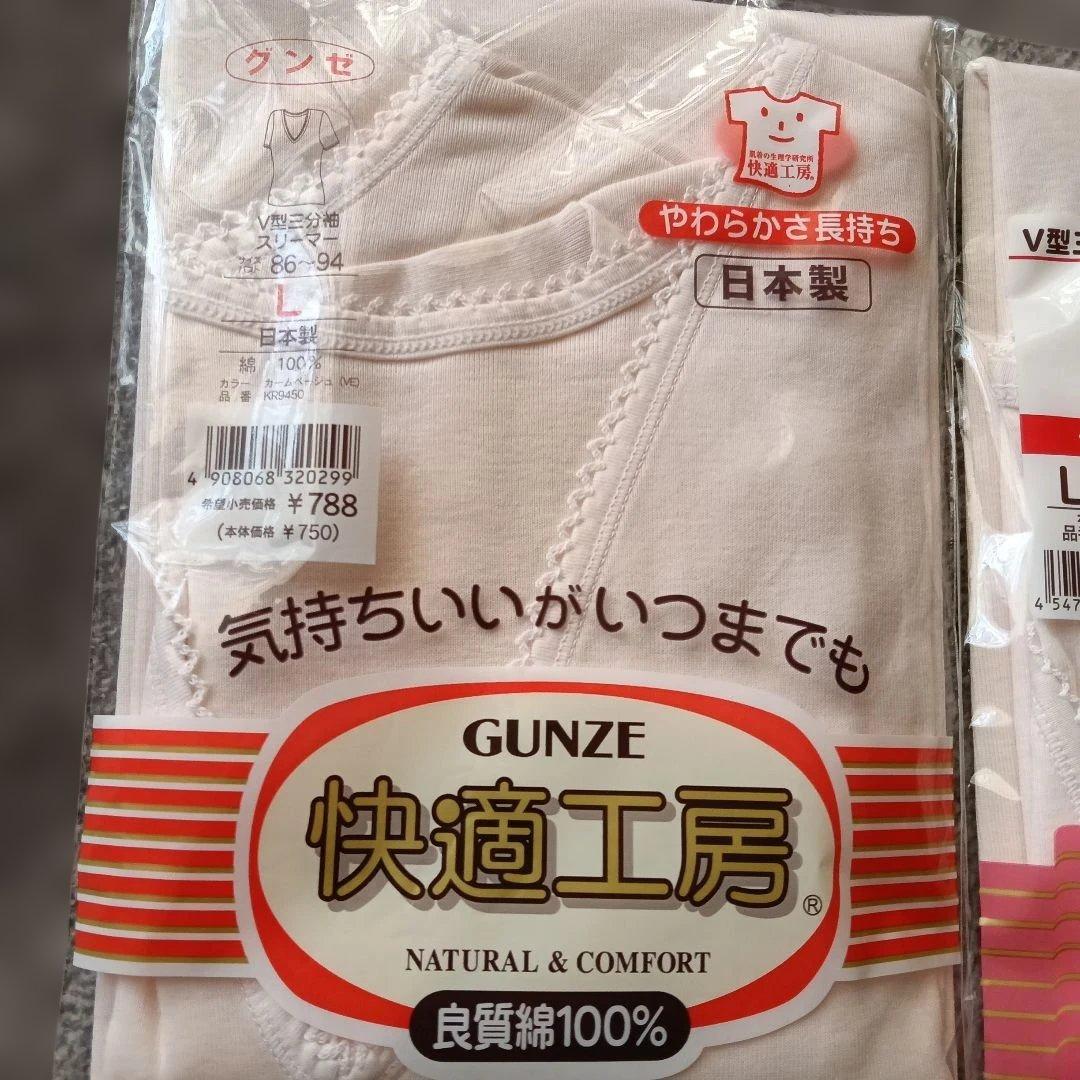 グンゼ
V型三分袖
スリーマー
バスト 86〜94
L
日本製
綿 100%
カラー カームベージュ (VE)
品番 KR9450
4 908068 320299
希望小売価格 ¥788
(本体価格 ¥750)
肌着の生理学研究所
快適工房®
やわらかさ長持ち
日本製
気持ちいいがいつまでも
GUNZE
快適工房®
NATURAL & COMFORT
良質綿100%
V型三
L
品
4 547